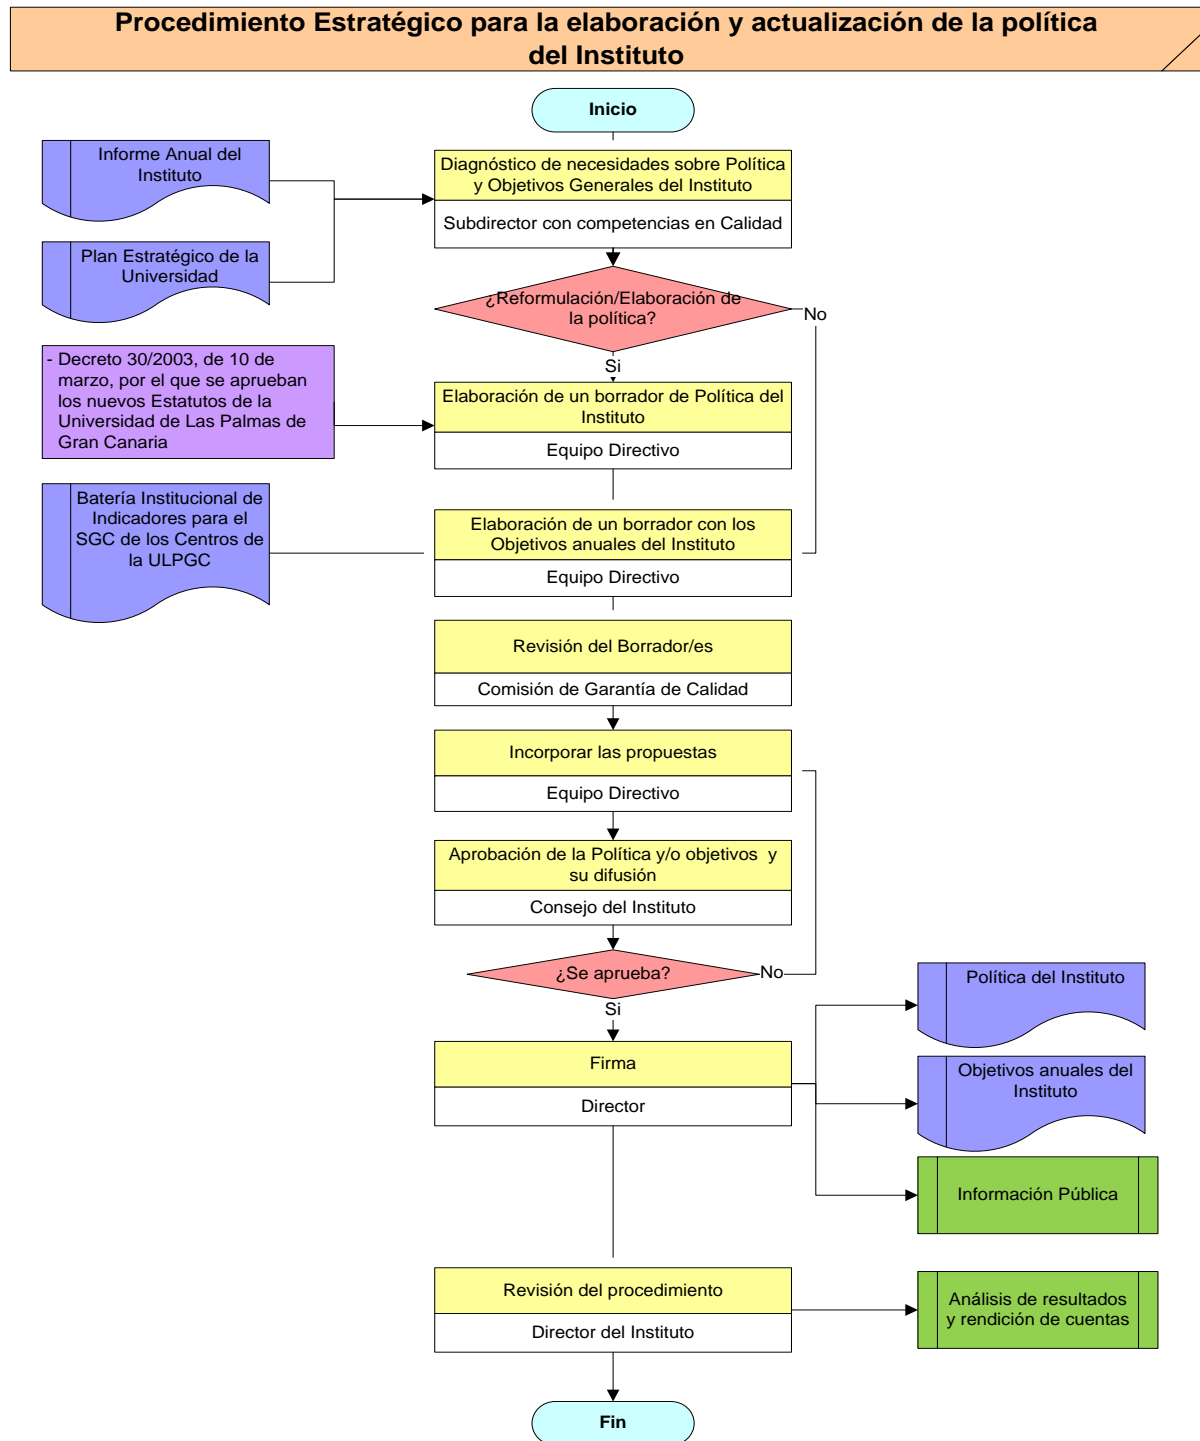 Procedimiento Estratégico para la elaboración y actualización de la política
del Instituto
Inicio
Informe Anual del
Instituto
Diagnóstico de necesidades sobre Política
y Objetivos Generales del Instituto
Subdirector con competencias en Calidad
Plan Estratégico de la
Universidad
¿Reformulación/Elaboración de
la política?
No
Si
- Decreto 30/2003, de 10 de
marzo, por el que se aprueban
los nuevos Estatutos de la
Universidad de Las Palmas de
Gran Canaria
Elaboración de un borrador de Política del
Instituto
Equipo Directivo
Batería Institucional de
Indicadores para el
SGC de los Centros de
la ULPGC
Elaboración de un borrador con los
Objetivos anuales del Instituto
Equipo Directivo
Revisión del Borrador/es
Comisión de Garantía de Calidad
Incorporar las propuestas
Equipo Directivo
Aprobación de la Política y/o objetivos  y
su difusión
Consejo del Instituto
¿Se aprueba?
No
Si
Política del Instituto
Firma
Director
Objetivos anuales del
Instituto
Información Pública
Revisión del procedimiento
Director del Instituto
Análisis de resultados
y rendición de cuentas
Fin